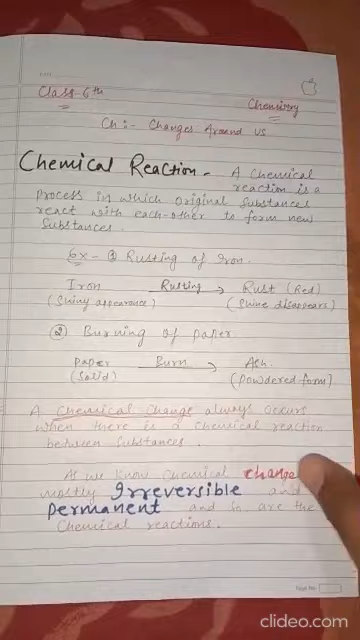 Class-6th
Chemistry
Ch:- Changes Around us
Chemical Reaction - A Chemical
reaction is a
process in which original Substances
react with each-other to form new
Substances.
Ex- ① Rusting of Iron.
Iron Rusting → Rust (Red)
(Shiny appearance) (Shine disappears)
② Burning of paper
Paper Burn → Ash.
(Solid) (Powdered form)
A Chemical Change always occurs
when there is a chemical reaction
between Substances.
As we know chemical change
mostly Irreversible and
permanent and so are the
Chemical reactions.
Page No.
clideo.com